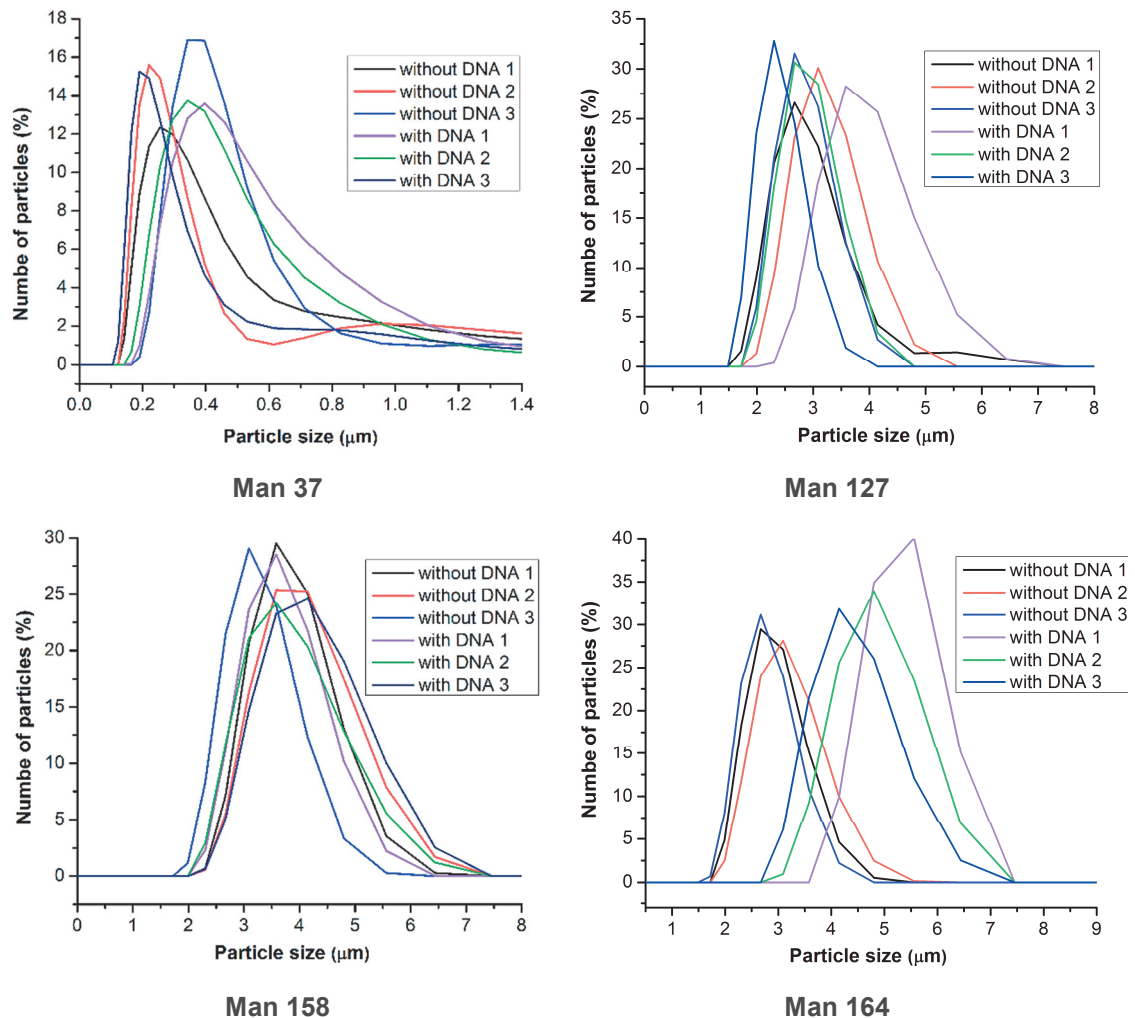 18
16
14
12
10
8
6
4
2
0
Numbe of particles (%)
0.0 0.2 0.4 0.6 0.8 1.0 1.2 1.4
Particle size (μm)
without DNA 1
without DNA 2
without DNA 3
with DNA 1
with DNA 2
with DNA 3
Man 37
35
30
25
20
15
10
5
0
Numbe of particles (%)
0 1 2 3 4 5 6 7 8
Particle size (μm)
without DNA 1
without DNA 2
without DNA 3
with DNA 1
with DNA 2
with DNA 3
Man 127
30
25
20
15
10
5
0
Numbe of particles (%)
0 1 2 3 4 5 6 7 8
Particle size (μm)
without DNA 1
without DNA 2
without DNA 3
with DNA 1
with DNA 2
with DNA 3
Man 158
40
35
30
25
20
15
30
5
0
Numbe of particles (%)
1 2 3 4 5 6 7 8 9
Particle size (μm)
without DNA 1
without DNA 2
without DNA 3
with DNA 1
with DNA 2
with DNA 3
Man 164